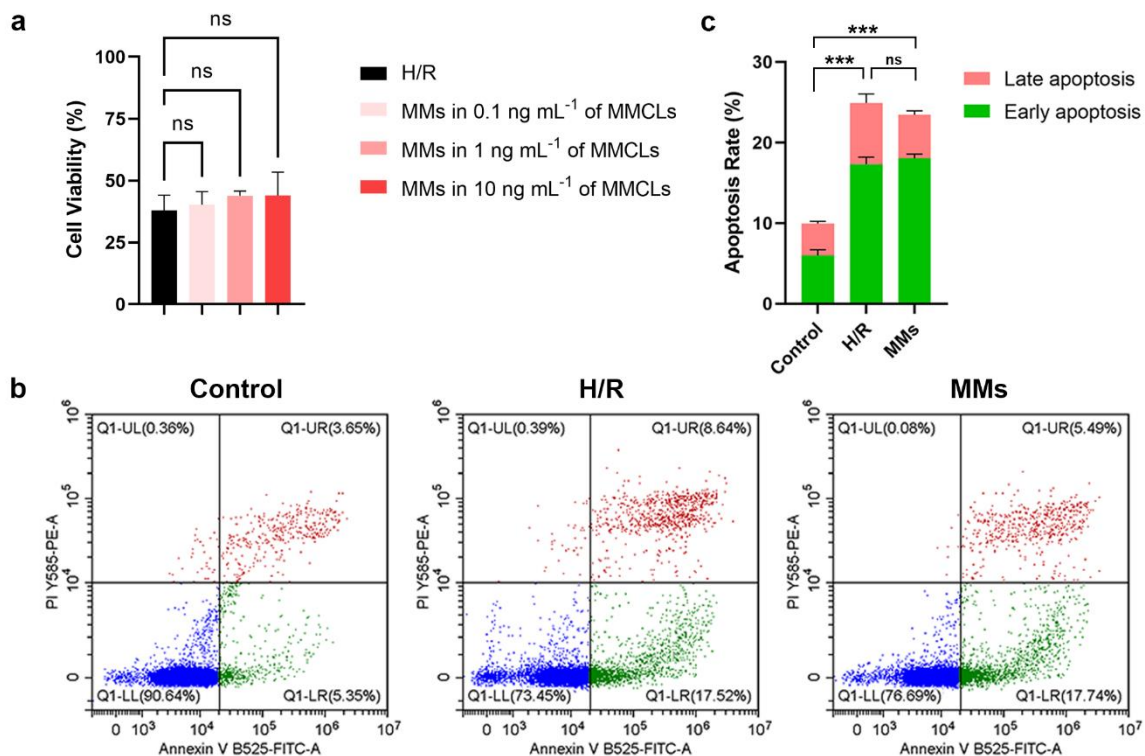 a
Cell Viability (%)
100
75
50
25
0
ns
ns
ns
H/R
MMs in 0.1 ng mL⁻¹ of MMCLs
MMs in 1 ng mL⁻¹ of MMCLs
MMs in 10 ng mL⁻¹ of MMCLs
c
Apoptosis Rate (%)
30
20
10
0
***
***
ns
Late apoptosis
Early apoptosis
Control
H/R
MMs
b
Control
PI Y585-PE-A
10⁶
10⁵
10⁴
0
Q1-UL(0.36%)
Q1-UR(3.65%)
Q1-LL(90.64%)
Q1-LR(5.35%)
0 10³ 10⁴ 10⁵ 10⁶ 10⁷
Annexin V B525-FITC-A
H/R
PI Y585-PE-A
10⁶
10⁵
10⁴
0
Q1-UL(0.39%)
Q1-UR(8.64%)
Q1-LL(73.45%)
Q1-LR(17.52%)
0 10³ 10⁴ 10⁵ 10⁶ 10⁷
Annexin V B525-FITC-A
MMs
PI Y585-PE-A
10⁶
10⁵
10⁴
0
Q1-UL(0.08%)
Q1-UR(5.49%)
Q1-LL(76.69%)
Q1-LR(17.74%)
0 10³ 10⁴ 10⁵ 10⁶ 10⁷
Annexin V B525-FITC-A